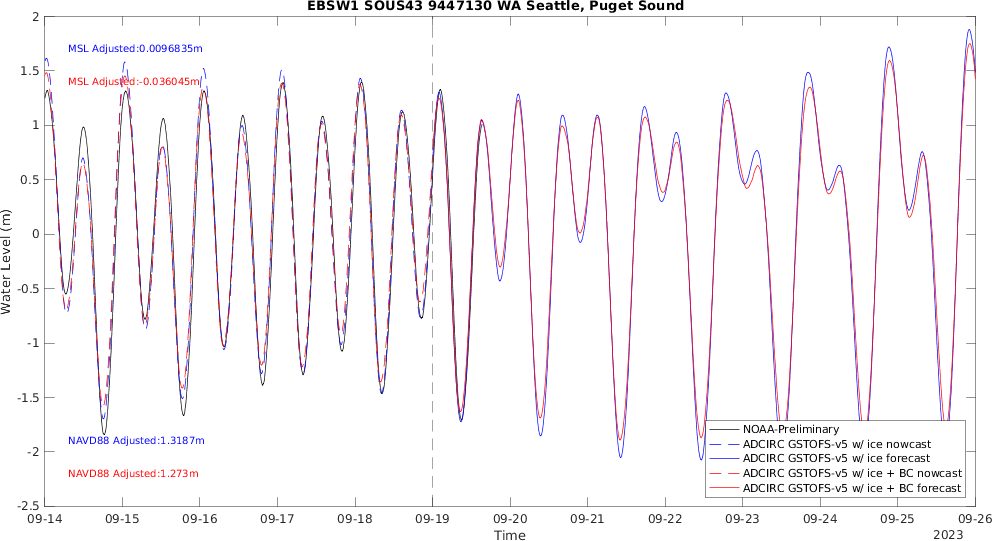 EBSW1 SOUS43 9447130 WA Seattle, Puget Sound
2
1.5
1
0.5
0
-0.5
-1
-1.5
-2
-2.5
Water Level (m)
MSL Adjusted:0.0096835m
MSL Adjusted:-0.036045m
NAVD88 Adjusted:1.3187m
NAVD88 Adjusted:1.273m
NOAA-Preliminary
ADCIRC GSTOFS-v5 w/ ice nowcast
ADCIRC GSTOFS-v5 w/ ice forecast
ADCIRC GSTOFS-v5 w/ ice + BC nowcast
ADCIRC GSTOFS-v5 w/ ice + BC forecast
09-14 09-15 09-16 09-17 09-18 09-19 09-20 09-21 09-22 09-23 09-24 09-25 09-26
Time
2023